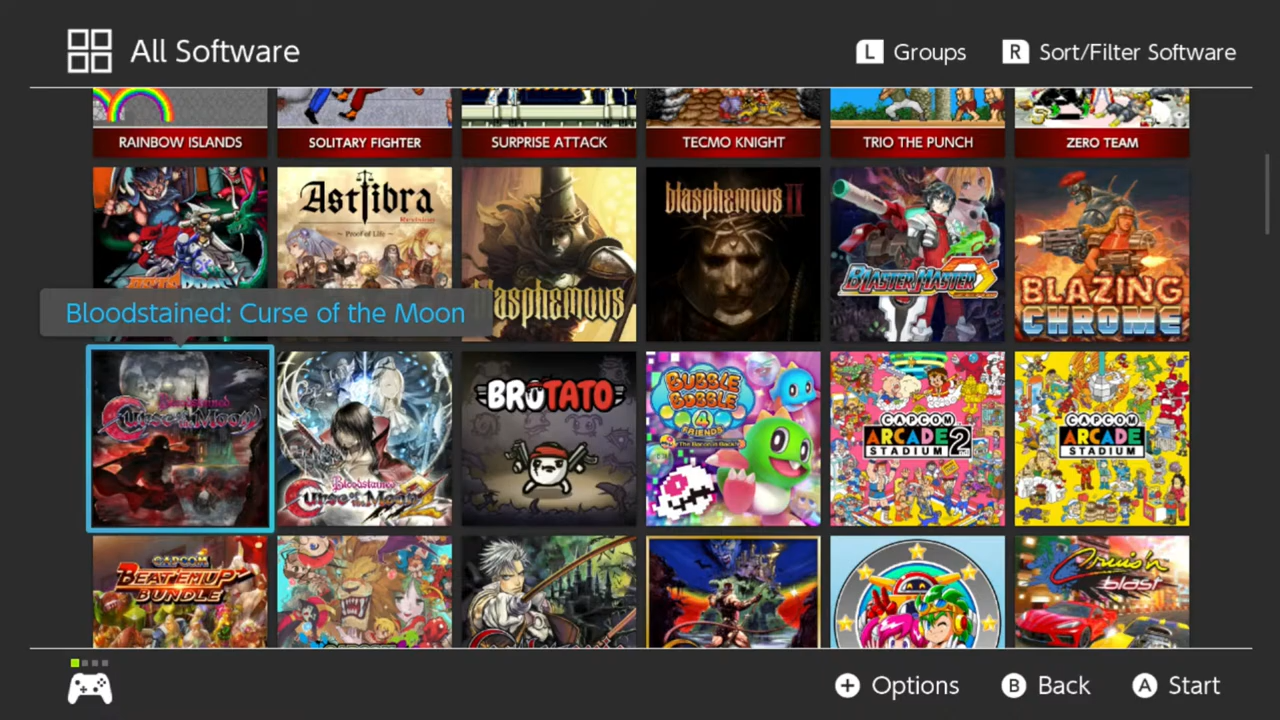 All Software
L Groups
R Sort/Filter Software
RAINBOW ISLANDS
SOLITARY FIGHTER
SURPRISE ATTACK
TECMO KNIGHT
TRIO THE PUNCH
ZERO TEAM
Astlibra
Revision
~ Proof of Life ~
blasphemous
blasphemous II
BLASTER MASTER
BLAZING
CHROME
Bloodstained: Curse of the Moon
Bloodstained
Curse of the Moon
Bloodstained
Curse of the Moon 2
BROTATO
BUBBLE
BOBBLE
4
FRIENDS
The Baron is Back!
CAPCOM
ARCADE 2
STADIUM
CAPCOM
ARCADE
STADIUM
CAPCOM
BEAT 'EM UP
BUNDLE
Cruis'n
blast
+ Options
B Back
A Start